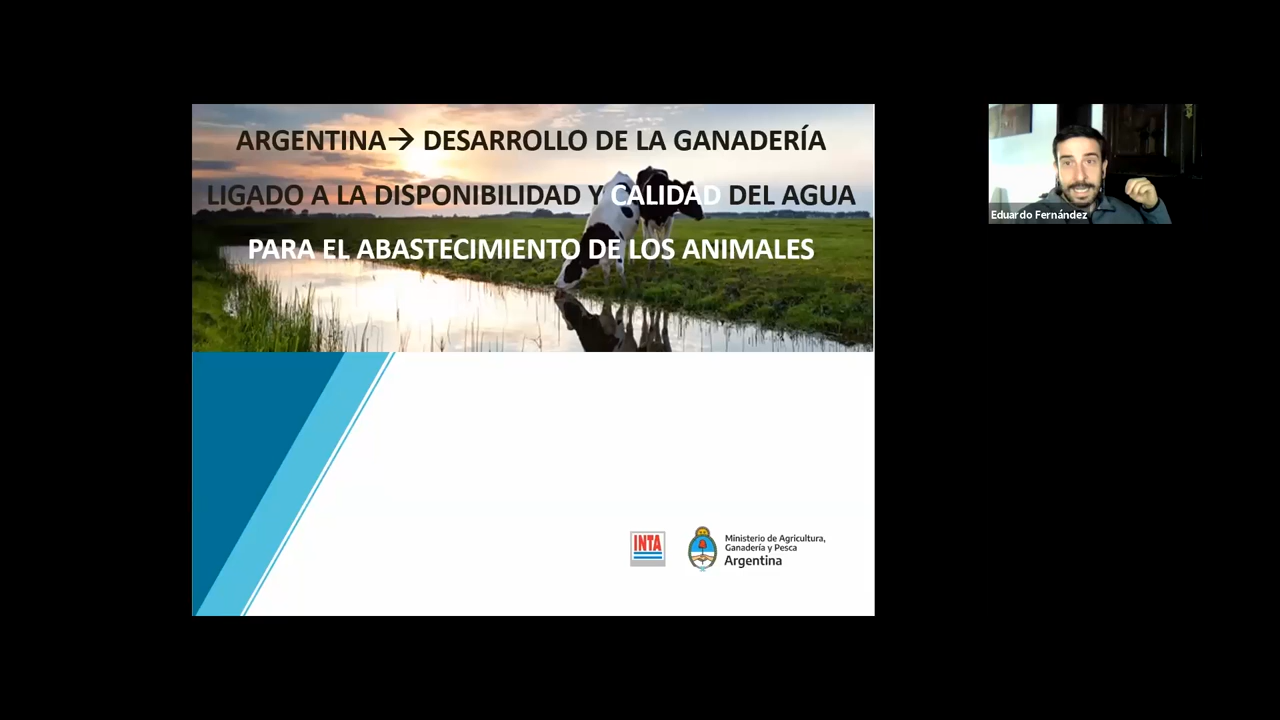 ARGENTINA→ DESARROLLO DE LA GANADERÍA
LIGADO A LA DISPONIBILIDAD Y CALIDAD DEL AGUA
PARA EL ABASTECIMIENTO DE LOS ANIMALES
Eduardo Fernández
INTA
Ministerio de Agricultura,
Ganadería y Pesca
Argentina